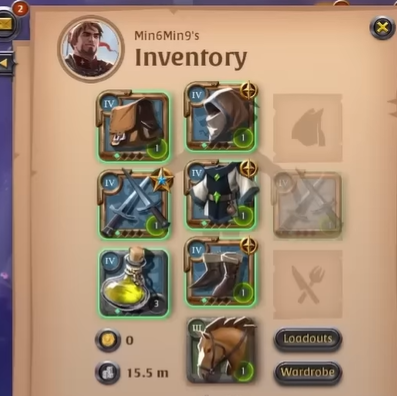 2
Min6Min9's
Inventory
IV
1
IV
1
IV
1
IV
1
IV
IV
3
IV
1
0
III
1
Loadouts
15.5 m
Wardrobe